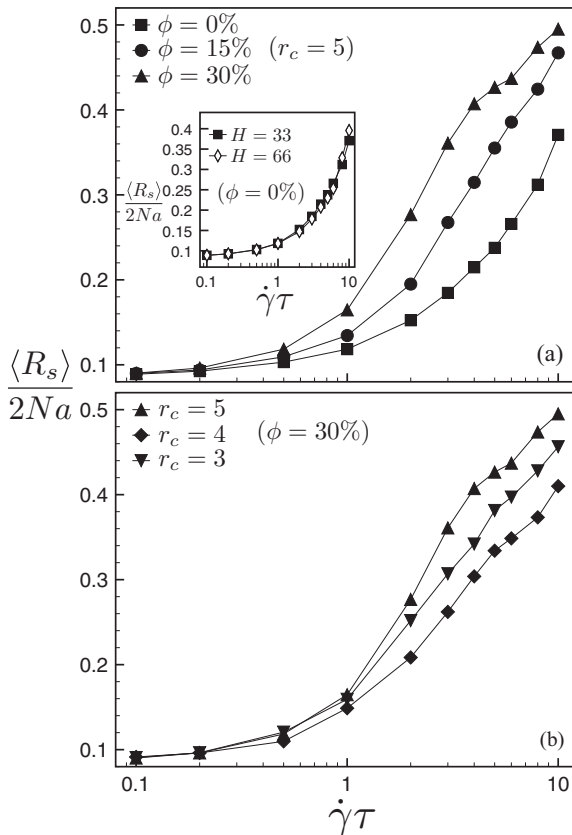 0.5
0.4
0.3
0.2
0.1
ϕ = 0%
ϕ = 15% (r_c = 5)
ϕ = 30%
0.4
0.35
0.3
0.25
0.2
0.15
0.1
H = 33
H = 66
(ϕ = 0%)
⟨R_s⟩
2Na
0.1 1 10
γ̇τ
(a)
⟨R_s⟩
2Na
0.5
0.4
0.3
0.2
0.1
r_c = 5
r_c = 4 (ϕ = 30%)
r_c = 3
(b)
0.1 1 10
γ̇τ